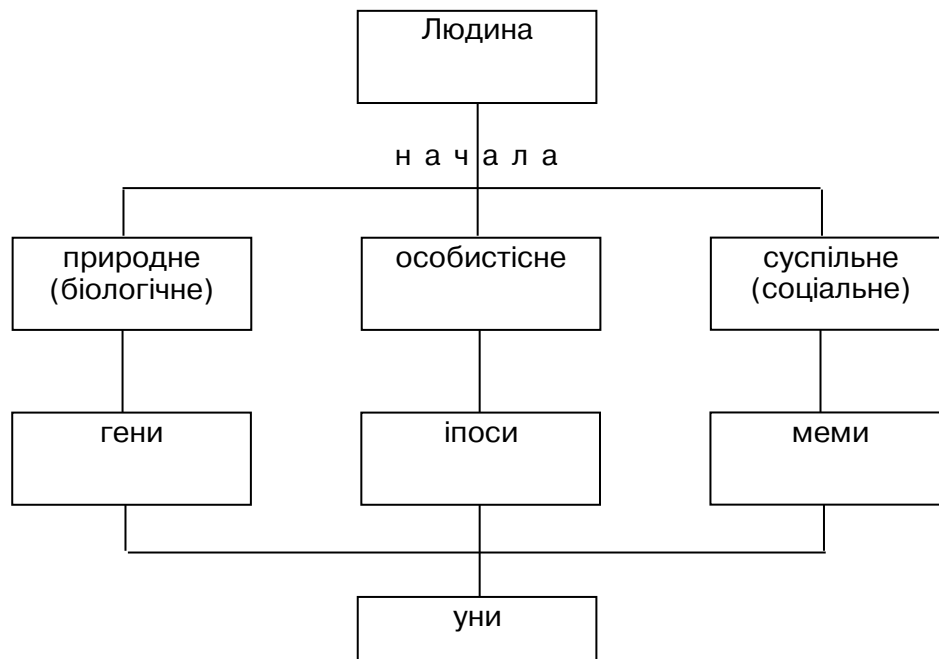 Людина
н а ч а л а
природне
(біологічне)
особистісне
суспільне
(соціальне)
гени
іпоси
меми
уни